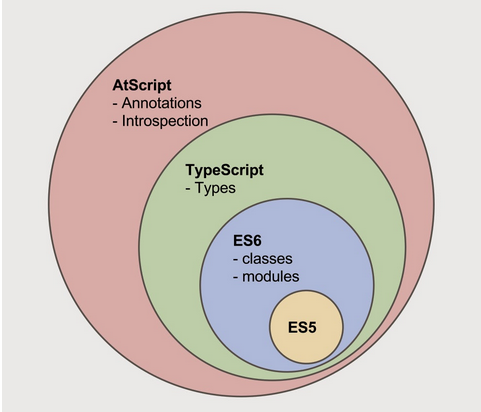 AtScript
- Annotations
- Introspection
TypeScript
- Types
ES6
- classes
- modules
ES5